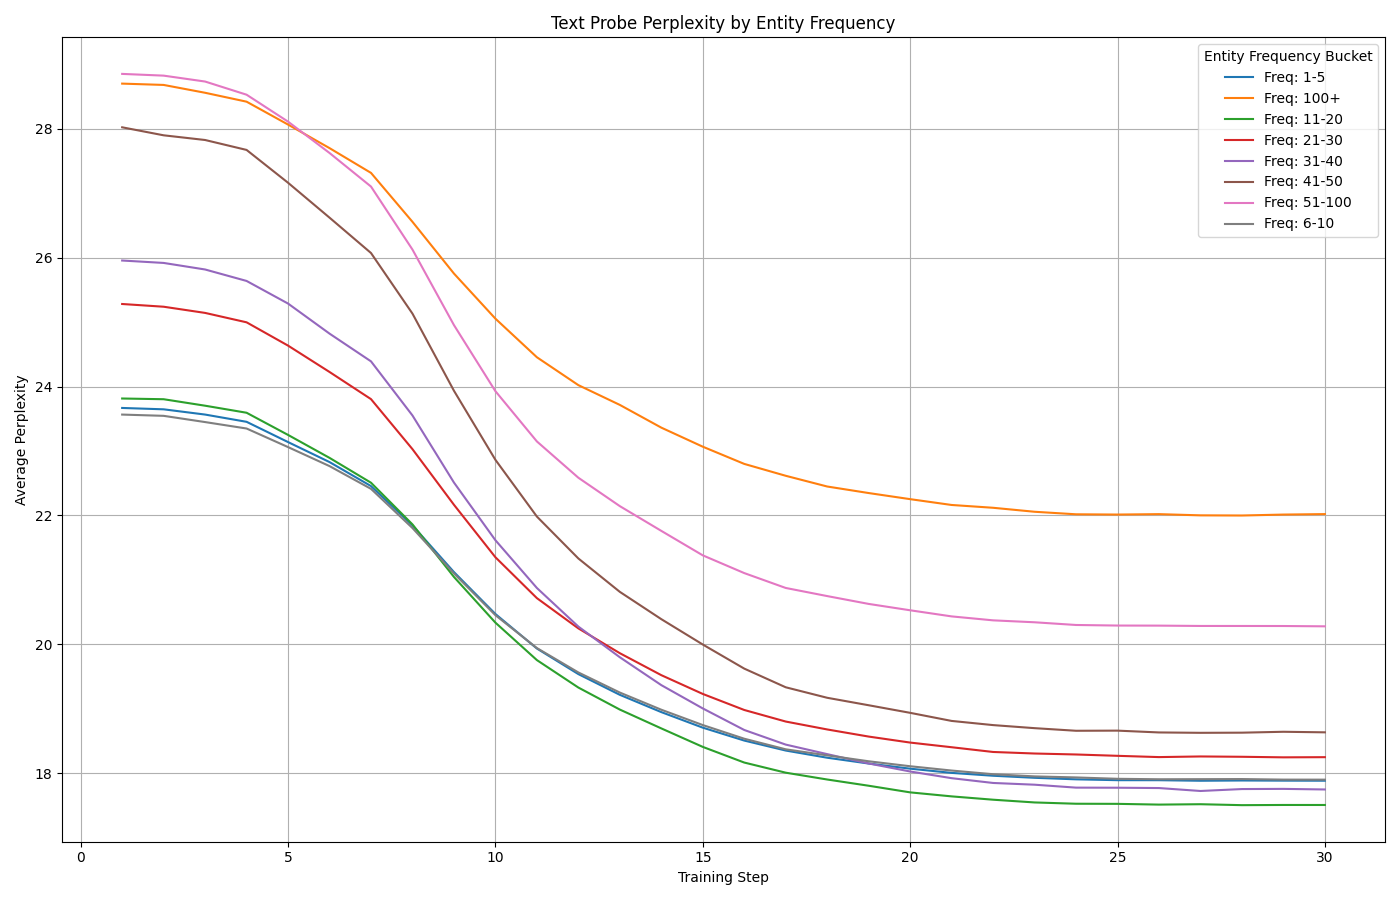 Text Probe Perplexity by Entity Frequency
Entity Frequency Bucket
Freq: 1-5
Freq: 100+
Freq: 11-20
Freq: 21-30
Freq: 31-40
Freq: 41-50
Freq: 51-100
Freq: 6-10
Average Perplexity
28
26
24
22
20
18
0 5 10 15 20 25 30
Training Step